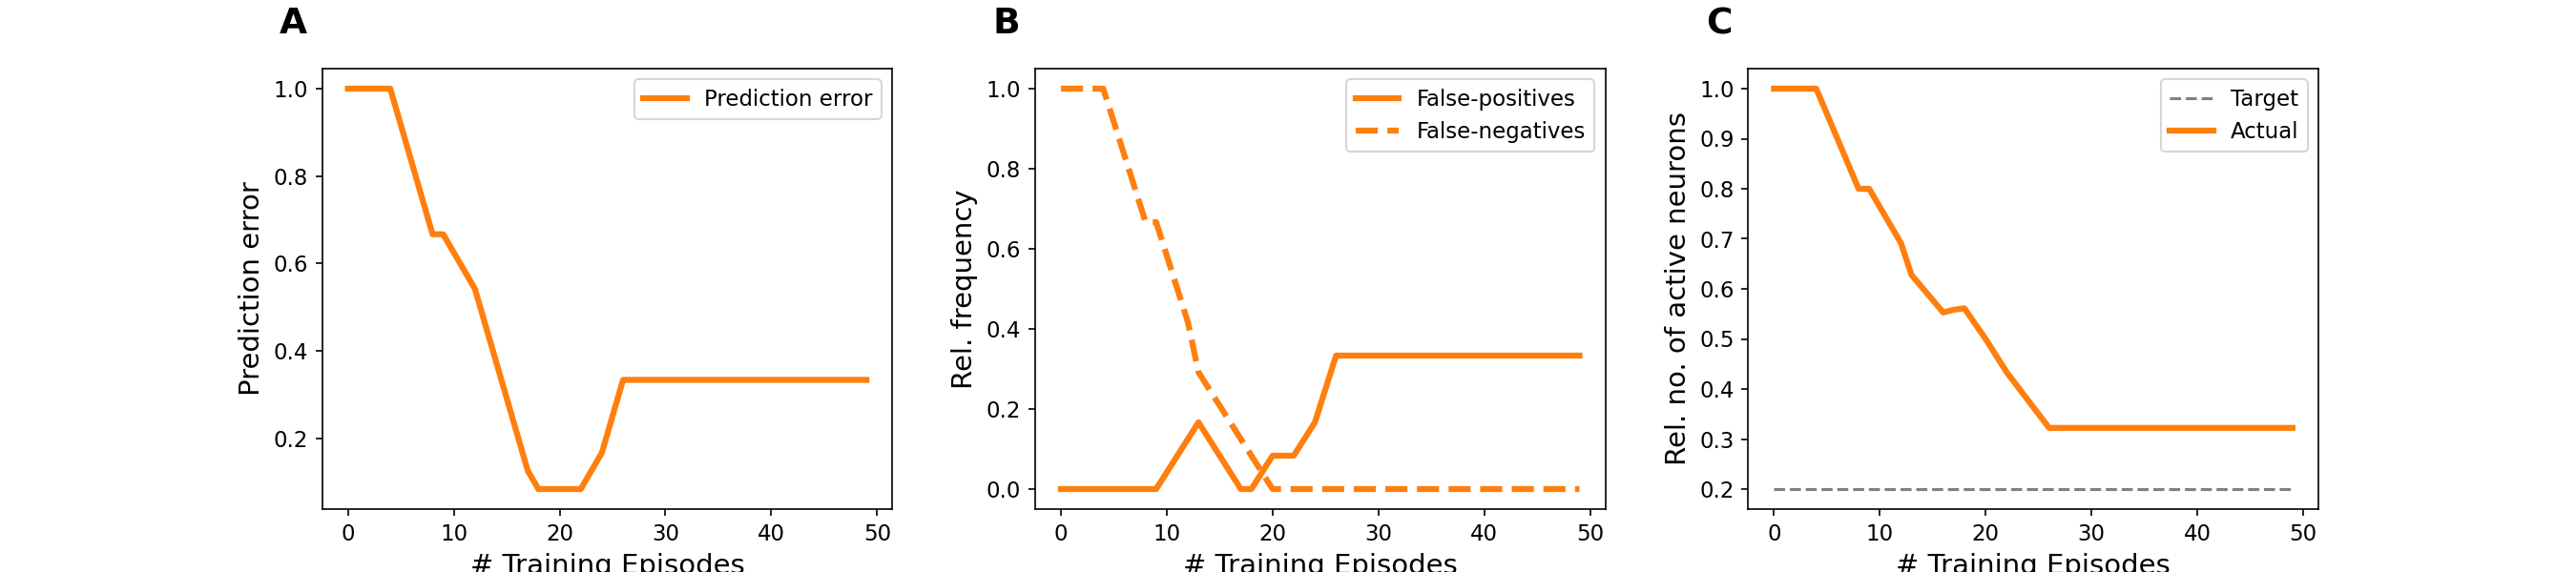 A
Prediction error
1.0
0.8
0.6
0.4
0.2
Prediction error
0 10 20 30 40 50
# Training Episodes
B
Rel. frequency
1.0
0.8
0.6
0.4
0.2
0.0
False-positives
False-negatives
0 10 20 30 40 50
# Training Episodes
C
Rel. no. of active neurons
1.0
0.9
0.8
0.7
0.6
0.5
0.4
0.3
0.2
Target
Actual
0 10 20 30 40 50
# Training Episodes